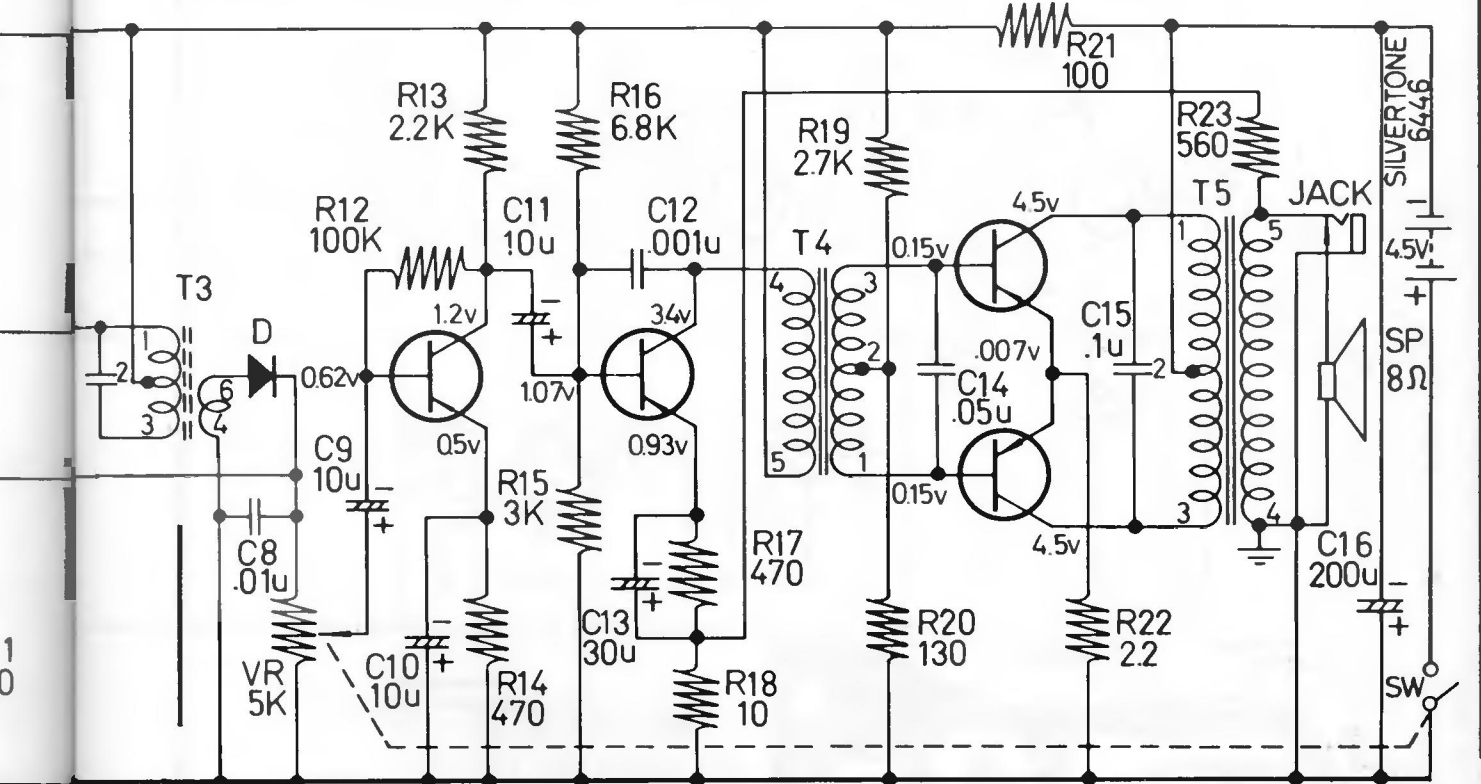 R21
100
R13
2.2K
R16
6.8K
R19
2.7K
R23
560
SILVERTONE
6446
R12
100K
C11
10u
C12
.001u
T4
0.15v
4.5v
T5
JACK
1
5
4.5V
−
+
T3
D
1
2
3
6
4
0.62v
1.2v
−
+
3.4v
4
5
3
2
1
.007v
C15
.1u
2
SP
8Ω
1.07v
C14
.05u
0.5v
0.93v
0.15v
4.5v
3
4
C9
10u
−
+
R15
3K
C8
.01u
R17
470
C16
200u
−
+
VR
5K
C10
10u
−
+
R14
470
C13
30u
−
+
R18
10
R20
130
R22
2.2
SW
1
0